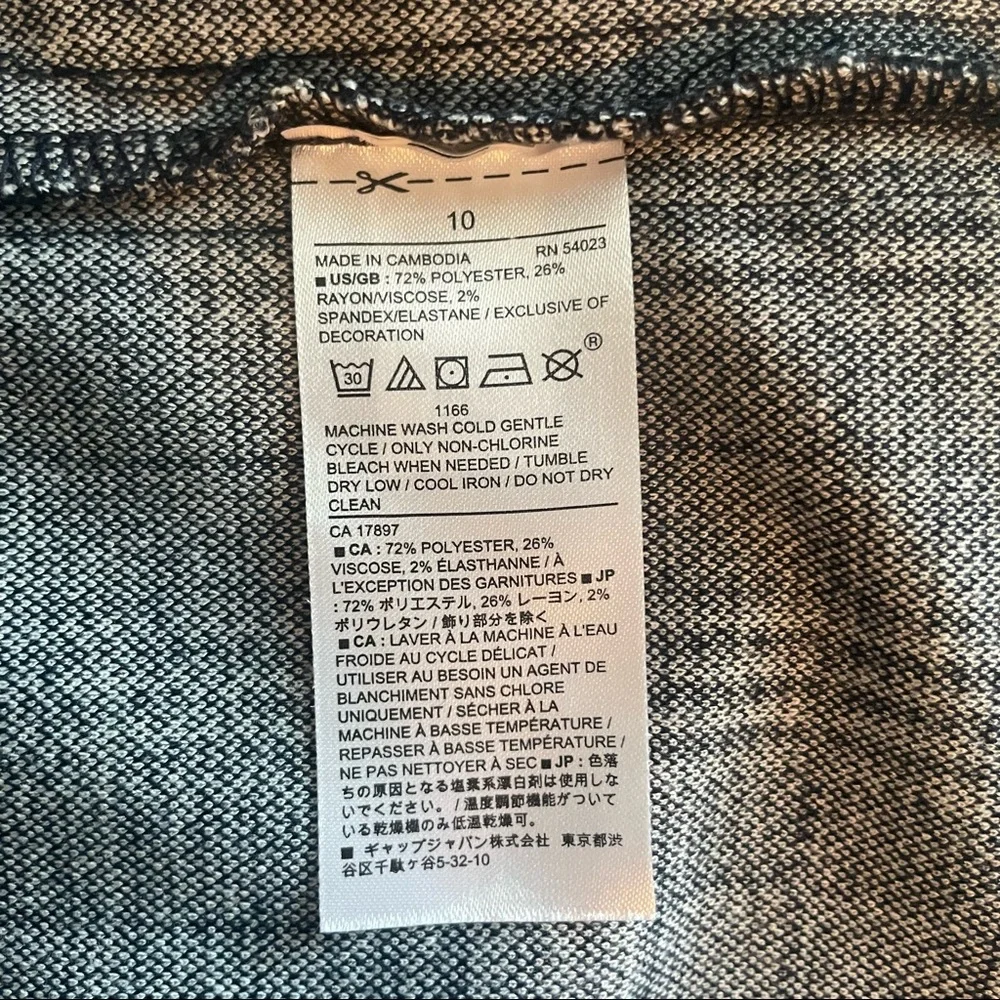 10
MADE IN CAMBODIA RN 54023
■ US/GB : 72% POLYESTER, 26%
RAYON/VISCOSE, 2%
SPANDEX/ELASTANE / EXCLUSIVE OF
DECORATION
30 ®
1166
MACHINE WASH COLD GENTLE
CYCLE / ONLY NON-CHLORINE
BLEACH WHEN NEEDED / TUMBLE
DRY LOW / COOL IRON / DO NOT DRY
CLEAN
CA 17897
■ CA : 72% POLYESTER, 26%
VISCOSE, 2% ÉLASTHANNE / À
L'EXCEPTION DES GARNITURES ■ JP
: 72% ポリエステル, 26% レーヨン, 2%
ポリウレタン / 飾り部分を除く
■ CA : LAVER À LA MACHINE À L'EAU
FROIDE AU CYCLE DÉLICAT /
UTILISER AU BESOIN UN AGENT DE
BLANCHIMENT SANS CHLORE
UNIQUEMENT / SÉCHER À LA
MACHINE À BASSE TEMPÉRATURE /
REPASSER À BASSE TEMPÉRATURE /
NE PAS NETTOYER À SEC ■ JP : 色落
ちの原因となる塩素系漂白剤は使用しな
いでください。 / 温度調節機能がついて
いる乾燥機のみ低温乾燥可。
■ ギャップジャパン株式会社 東京都渋
谷区千駄ヶ谷5-32-10